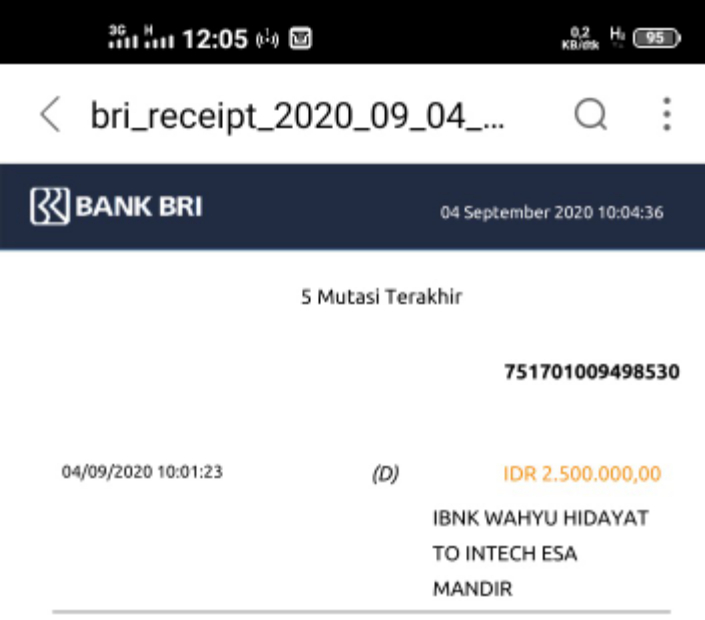 3G H 12:05 0,2 KB/dtk H 95
bri_receipt_2020_09_04_...
BANK BRI
04 September 2020 10:04:36
5 Mutasi Terakhir
751701009498530
04/09/2020 10:01:23 (D) IDR 2.500.000,00
IBNK WAHYU HIDAYAT
TO INTECH ESA
MANDIR